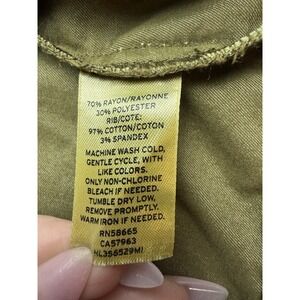 70% RAYON/RAYONNE
30% POLYESTER
RIB/COTE:
97% COTTON/COTON
3% SPANDEX
MACHINE WASH COLD,
GENTLE CYCLE, WITH
LIKE COLORS.
ONLY NON-CHLORINE
BLEACH IF NEEDED.
TUMBLE DRY LOW,
REMOVE PROMPTLY.
WARM IRON IF NEEDED.
RN58665
CA57963
HL3S6529MI